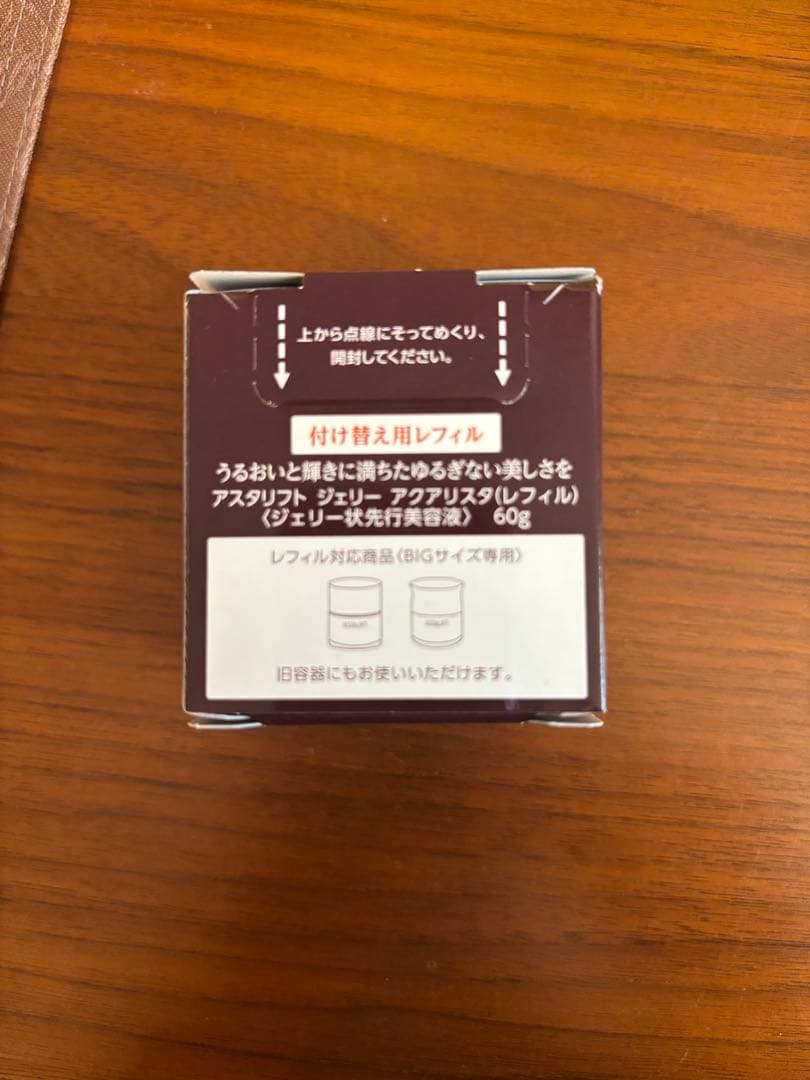 上から点線にそってめくり、
開封してください。
付け替え用レフィル
うるおいと輝きに満ちたゆるぎない美しさを
アスタリフト ジェリー アクアリスタ(レフィル)
〈ジェリー状先行美容液〉 60g
レフィル対応商品〈BIGサイズ専用〉
旧容器にもお使いいただけます。